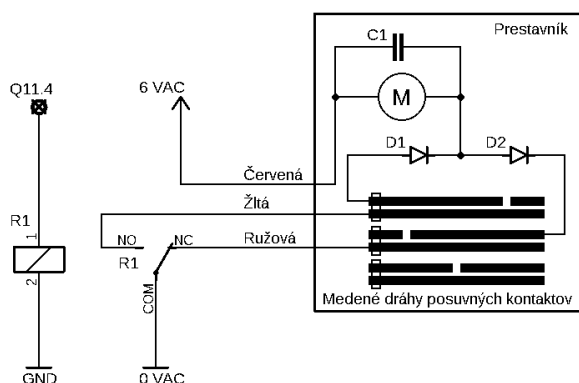 Prestavník
C1
Q11.4
6 VAC
M
D1
D2
Červená
Žltá
R1
1
NO
NC
Ružová
R1
2
COM
Medené dráhy posuvných kontaktov
GND
0 VAC